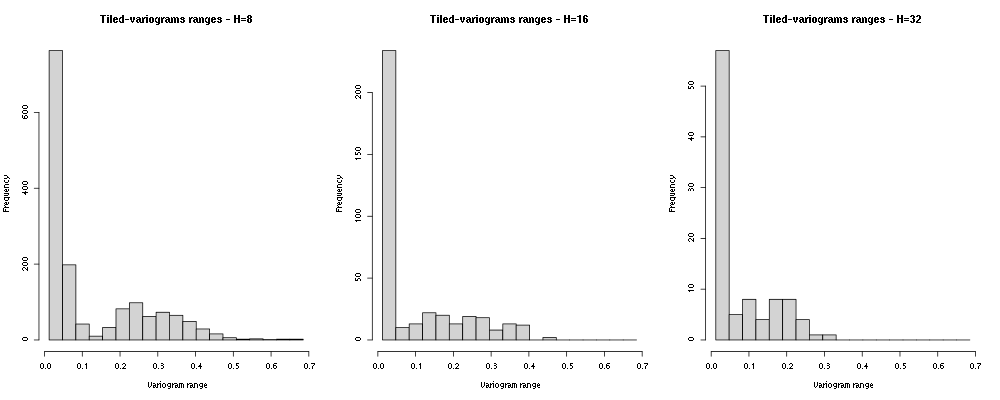 Tiled-variograms ranges - H=8
Tiled-variograms ranges - H=16
Tiled-variograms ranges - H=32
Frequency
0
200
400
600
0.0 0.1 0.2 0.3 0.4 0.5 0.6 0.7
Variogram range
Frequency
0
50
100
150
200
0.0 0.1 0.2 0.3 0.4 0.5 0.6 0.7
Variogram range
Frequency
0
10
20
30
40
50
0.0 0.1 0.2 0.3 0.4 0.5 0.6 0.7
Variogram range